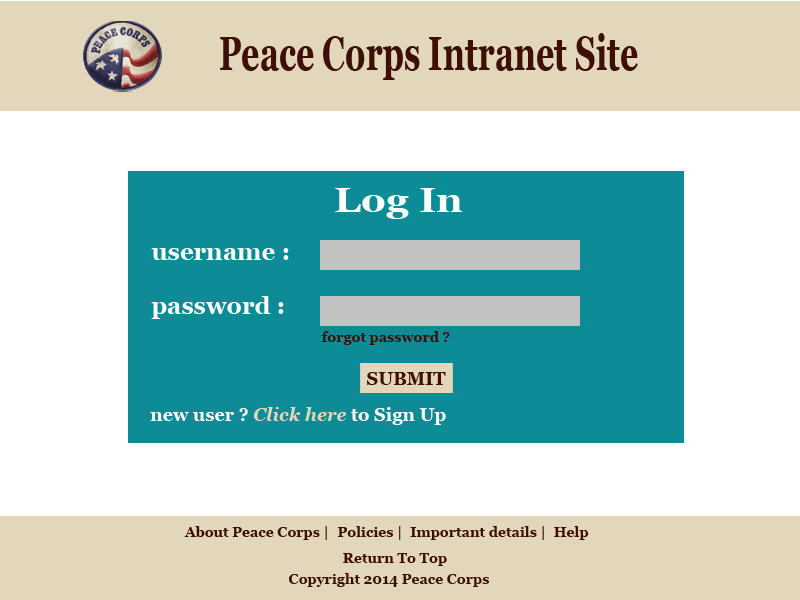 PEACE CORPS
Peace Corps Intranet Site
Log In
username :
password :
forgot password ?
SUBMIT
new user ? Click here to Sign Up
About Peace Corps | Policies | Important details | Help
Return To Top
Copyright 2014 Peace Corps